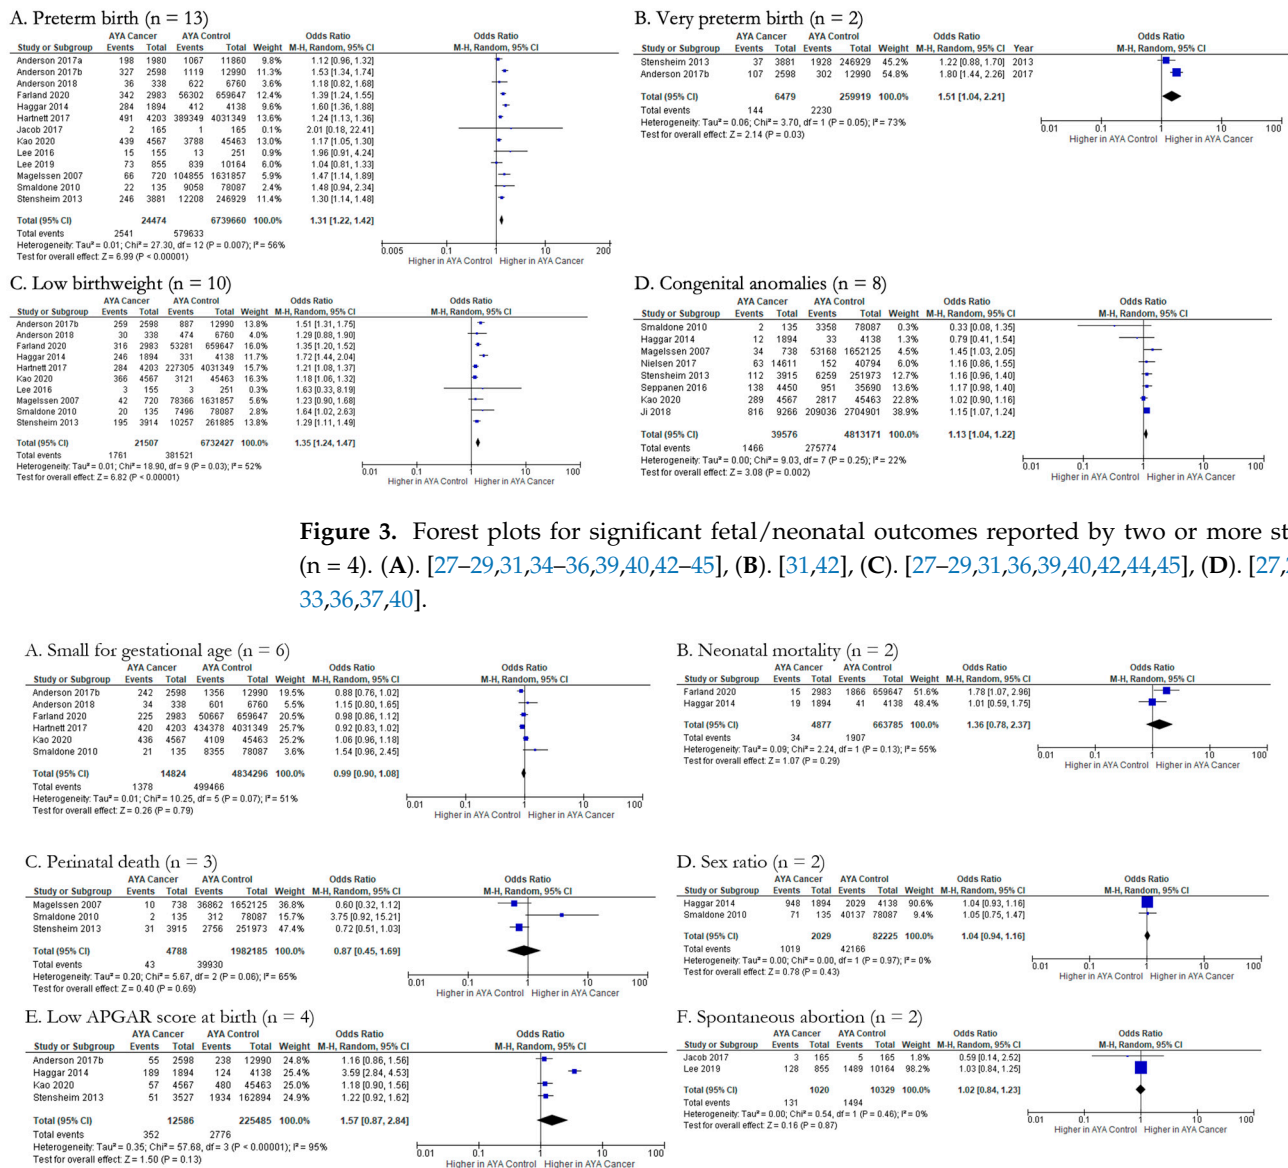 A. Preterm birth (n = 13)
AYA Cancer AYA Control Odds Ratio Odds Ratio
Study or Subgroup Events Total Events Total Weight M-H, Random, 95% CI M-H, Random, 95% CI
Anderson 2017a 198 1980 1067 11860 9.8% 1.12 [0.96, 1.32]
Anderson 2017b 327 2598 1119 12990 11.3% 1.53 [1.34, 1.74]
Anderson 2018 36 338 622 6760 3.7% 1.18 [0.82, 1.68]
Farland 2020 342 2983 56302 659647 12.6% 1.39 [1.24, 1.55]
Haggar 2014 284 1894 412 4138 9.6% 1.60 [1.36, 1.88]
Hartnett 2017 491 4203 389349 4031349 13.7% 1.24 [1.13, 1.36]
Jacob 2017 2 165 1 165 0.1% 2.01 [0.18, 22.41]
Kao 2020 439 4567 3788 45463 13.0% 1.17 [1.05, 1.30]
Lee 2016 15 155 13 251 0.9% 1.96 [0.91, 4.24]
Lee 2019 73 855 839 10164 6.0% 1.04 [0.81, 1.33]
Magelssen 2007 66 720 104855 1631857 5.6% 1.47 [1.14, 1.89]
Smaldone 2010 22 135 9058 78087 2.4% 1.48 [0.94, 2.34]
Stensheim 2013 246 3881 12208 246929 11.4% 1.30 [1.14, 1.48]
Total (95% CI) 24474 6739660 100.0% 1.31 [1.22, 1.42]
Total events 2541 579633
Heterogeneity: Tau² = 0.01; Chi² = 27.30, df = 12 (P = 0.007); I² = 56%
Test for overall effect: Z = 6.99 (P < 0.00001)
0.005 0.1 1 10 200
Higher in AYA Control Higher in AYA Cancer
B. Very preterm birth (n = 2)
AYA Cancer AYA Control Odds Ratio Odds Ratio
Study or Subgroup Events Total Events Total Weight M-H, Random, 95% CI Year M-H, Random, 95% CI
Stensheim 2013 37 3881 1928 246929 45.2% 1.22 [0.88, 1.70] 2013
Anderson 2017b 107 2598 302 12990 54.8% 1.80 [1.44, 2.26] 2017
Total (95% CI) 6479 259919 100.0% 1.51 [1.04, 2.21]
Total events 144 2230
Heterogeneity: Tau² = 0.06; Chi² = 3.70, df = 1 (P = 0.05); I² = 73%
Test for overall effect: Z = 2.14 (P = 0.03)
0.01 0.1 1 10 100
Higher in AYA Control Higher in AYA Cancer
C. Low birthweight (n = 10)
AYA Cancer AYA Control Odds Ratio Odds Ratio
Study or Subgroup Events Total Events Total Weight M-H, Random, 95% CI M-H, Random, 95% CI
Anderson 2017b 259 2598 887 12990 13.8% 1.51 [1.31, 1.75]
Anderson 2018 30 338 474 6760 4.7% 1.29 [0.88, 1.90]
Farland 2020 316 2983 53281 659647 16.0% 1.35 [1.20, 1.52]
Haggar 2014 246 1894 331 4138 11.7% 1.72 [1.44, 2.04]
Hartnett 2017 284 4203 227305 4031349 15.7% 1.21 [1.08, 1.37]
Kao 2020 366 4567 3121 45463 16.2% 1.18 [1.06, 1.32]
Lee 2016 3 155 3 251 0.3% 1.63 [0.33, 8.19]
Magelssen 2007 42 720 78366 1631857 6.9% 1.23 [0.90, 1.68]
Smaldone 2010 20 135 7496 78087 2.8% 1.64 [1.02, 2.63]
Stensheim 2013 195 3914 10257 261885 13.8% 1.29 [1.11, 1.49]
Total (95% CI) 21507 6732427 100.0% 1.35 [1.24, 1.47]
Total events 1761 381521
Heterogeneity: Tau² = 0.01; Chi² = 18.90, df = 9 (P = 0.03); I² = 52%
Test for overall effect: Z = 6.82 (P < 0.00001)
0.01 0.1 1 10 100
Higher in AYA Control Higher in AYA Cancer
D. Congenital anomalies (n = 8)
AYA Cancer AYA Control Odds Ratio Odds Ratio
Study or Subgroup Events Total Events Total Weight M-H, Random, 95% CI M-H, Random, 95% CI
Smaldone 2010 2 135 3358 78087 0.3% 0.33 [0.08, 1.35]
Haggar 2014 12 1894 33 4138 1.4% 0.79 [0.41, 1.54]
Magelssen 2007 34 738 53168 1652125 4.5% 1.45 [1.03, 2.05]
Nielsen 2017 63 14611 152 40794 5.9% 1.16 [0.86, 1.55]
Stensheim 2013 112 3915 6259 251973 12.7% 1.16 [0.96, 1.40]
Seppanen 2016 138 4450 951 35690 13.6% 1.17 [0.98, 1.40]
Kao 2020 289 4567 2817 45463 22.8% 1.02 [0.90, 1.16]
Ji 2018 816 9266 209036 2704901 38.9% 1.15 [1.07, 1.24]
Total (95% CI) 39576 4813171 100.0% 1.13 [1.04, 1.22]
Total events 1466 275774
Heterogeneity: Tau² = 0.00; Chi² = 9.03, df = 7 (P = 0.25); I² = 22%
Test for overall effect: Z = 3.08 (P = 0.002)
0.01 0.1 1 10 100
Higher in AYA Control Higher in AYA Cancer
Figure 3. Forest plots for significant fetal/neonatal outcomes reported by two or more st
(n = 4). (A). [27–29,31,34–36,39,40,42–45], (B). [31,42], (C). [27–29,31,36,39,40,42,44,45], (D). [27,
33,36,37,40].
A. Small for gestational age (n = 6)
AYA Cancer AYA Control Odds Ratio Odds Ratio
Study or Subgroup Events Total Events Total Weight M-H, Random, 95% CI M-H, Random, 95% CI
Anderson 2017b 242 2598 1356 12990 19.5% 0.88 [0.76, 1.02]
Anderson 2018 34 338 601 6760 5.5% 1.15 [0.80, 1.65]
Farland 2020 225 2983 50667 659647 20.5% 0.98 [0.86, 1.12]
Hartnett 2017 420 4203 434378 4031349 25.7% 0.92 [0.83, 1.02]
Kao 2020 436 4567 4109 45463 25.2% 1.06 [0.96, 1.18]
Smaldone 2010 21 135 8355 78087 3.6% 1.54 [0.96, 2.45]
Total (95% CI) 14824 4834296 100.0% 0.99 [0.90, 1.08]
Total events 1378 499466
Heterogeneity: Tau² = 0.01; Chi² = 10.25, df = 5 (P = 0.07); I² = 51%
Test for overall effect: Z = 0.26 (P = 0.79)
0.01 0.1 1 10 100
Higher in AYA Control Higher in AYA Cancer
B. Neonatal mortality (n = 2)
AYA Cancer AYA Control Odds Ratio Odds Ratio
Study or Subgroup Events Total Events Total Weight M-H, Random, 95% CI M-H, Random, 95% CI
Farland 2020 15 2983 1866 659647 51.6% 1.78 [1.07, 2.96]
Haggar 2014 19 1894 41 4138 48.4% 1.01 [0.59, 1.75]
Total (95% CI) 4877 663785 100.0% 1.36 [0.78, 2.37]
Total events 34 1907
Heterogeneity: Tau² = 0.09; Chi² = 2.24, df = 1 (P = 0.13); I² = 55%
Test for overall effect: Z = 1.07 (P = 0.29)
0.01 0.1 1 10 100
Higher in AYA Control Higher in AYA Cancer
C. Perinatal death (n = 3)
AYA Cancer AYA Control Odds Ratio Odds Ratio
Study or Subgroup Events Total Events Total Weight M-H, Random, 95% CI M-H, Random, 95% CI
Magelssen 2007 10 738 36862 1652125 36.8% 0.60 [0.32, 1.12]
Smaldone 2010 2 135 312 78087 15.7% 3.75 [0.92, 15.21]
Stensheim 2013 31 3915 2756 251973 47.4% 0.72 [0.51, 1.03]
Total (95% CI) 4788 1982185 100.0% 0.87 [0.45, 1.69]
Total events 43 39930
Heterogeneity: Tau² = 0.20; Chi² = 5.67, df = 2 (P = 0.06); I² = 65%
Test for overall effect: Z = 0.40 (P = 0.69)
0.01 0.1 1 10 100
Higher in AYA Control Higher in AYA Cancer
D. Sex ratio (n = 2)
AYA Cancer AYA Control Odds Ratio Odds Ratio
Study or Subgroup Events Total Events Total Weight M-H, Random, 95% CI M-H, Random, 95% CI
Haggar 2014 948 1894 2029 4138 90.6% 1.04 [0.93, 1.16]
Smaldone 2010 71 135 40137 78087 9.4% 1.05 [0.75, 1.47]
Total (95% CI) 2029 82225 100.0% 1.04 [0.94, 1.16]
Total events 1019 42166
Heterogeneity: Tau² = 0.00; Chi² = 0.00, df = 1 (P = 0.97); I² = 0%
Test for overall effect: Z = 0.78 (P = 0.43)
0.01 0.1 1 10 100
Higher in AYA Control Higher in AYA Cancer
E. Low APGAR score at birth (n = 4)
AYA Cancer AYA Control Odds Ratio Odds Ratio
Study or Subgroup Events Total Events Total Weight M-H, Random, 95% CI M-H, Random, 95% CI
Anderson 2017b 55 2598 238 12990 24.8% 1.16 [0.86, 1.56]
Haggar 2014 189 1894 124 4138 25.3% 3.59 [2.84, 4.53]
Kao 2020 57 4567 480 45463 25.0% 1.18 [0.90, 1.56]
Stensheim 2013 51 3527 1934 162894 24.9% 1.22 [0.92, 1.62]
Total (95% CI) 12586 225485 100.0% 1.57 [0.87, 2.84]
Total events 352 2776
Heterogeneity: Tau² = 0.35; Chi² = 57.68, df = 3 (P < 0.00001); I² = 95%
Test for overall effect: Z = 1.50 (P = 0.13)
0.01 0.1 1 10 100
Higher in AYA Control Higher in AYA Cancer
F. Spontaneous abortion (n = 2)
AYA Cancer AYA Control Odds Ratio Odds Ratio
Study or Subgroup Events Total Events Total Weight M-H, Random, 95% CI M-H, Random, 95% CI
Jacob 2017 3 165 5 165 1.8% 0.59 [0.14, 2.52]
Lee 2019 128 855 1489 10164 98.2% 1.03 [0.84, 1.25]
Total (95% CI) 1020 10329 100.0% 1.02 [0.84, 1.23]
Total events 131 1494
Heterogeneity: Tau² = 0.00; Chi² = 0.54, df = 1 (P = 0.46); I² = 0%
Test for overall effect: Z = 0.16 (P = 0.87)
0.01 0.1 1 10 100
Higher in AYA Control Higher in AYA Cancer